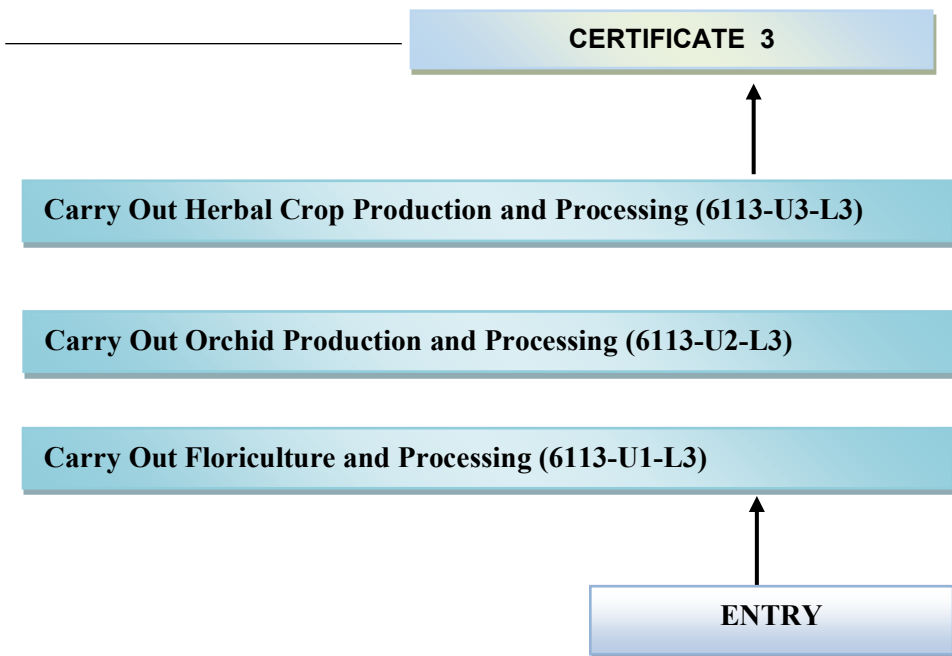 CERTIFICATE 3
Carry Out Herbal Crop Production and Processing (6113-U3-L3)
Carry Out Orchid Production and Processing (6113-U2-L3)
Carry Out Floriculture and Processing (6113-U1-L3)
ENTRY